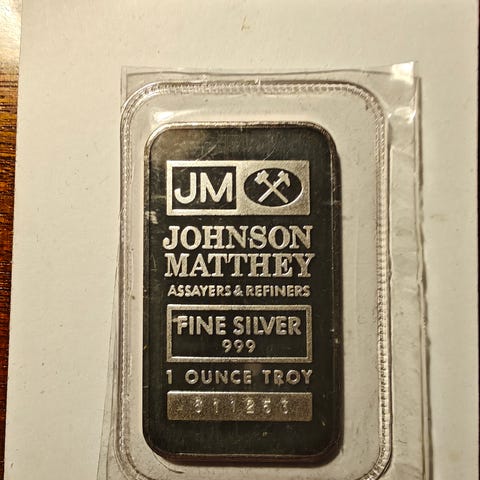 JM
JOHNSON
MATTHEY
ASSAYERS & REFINERS
FINE SILVER
999
1 OUNCE TROY